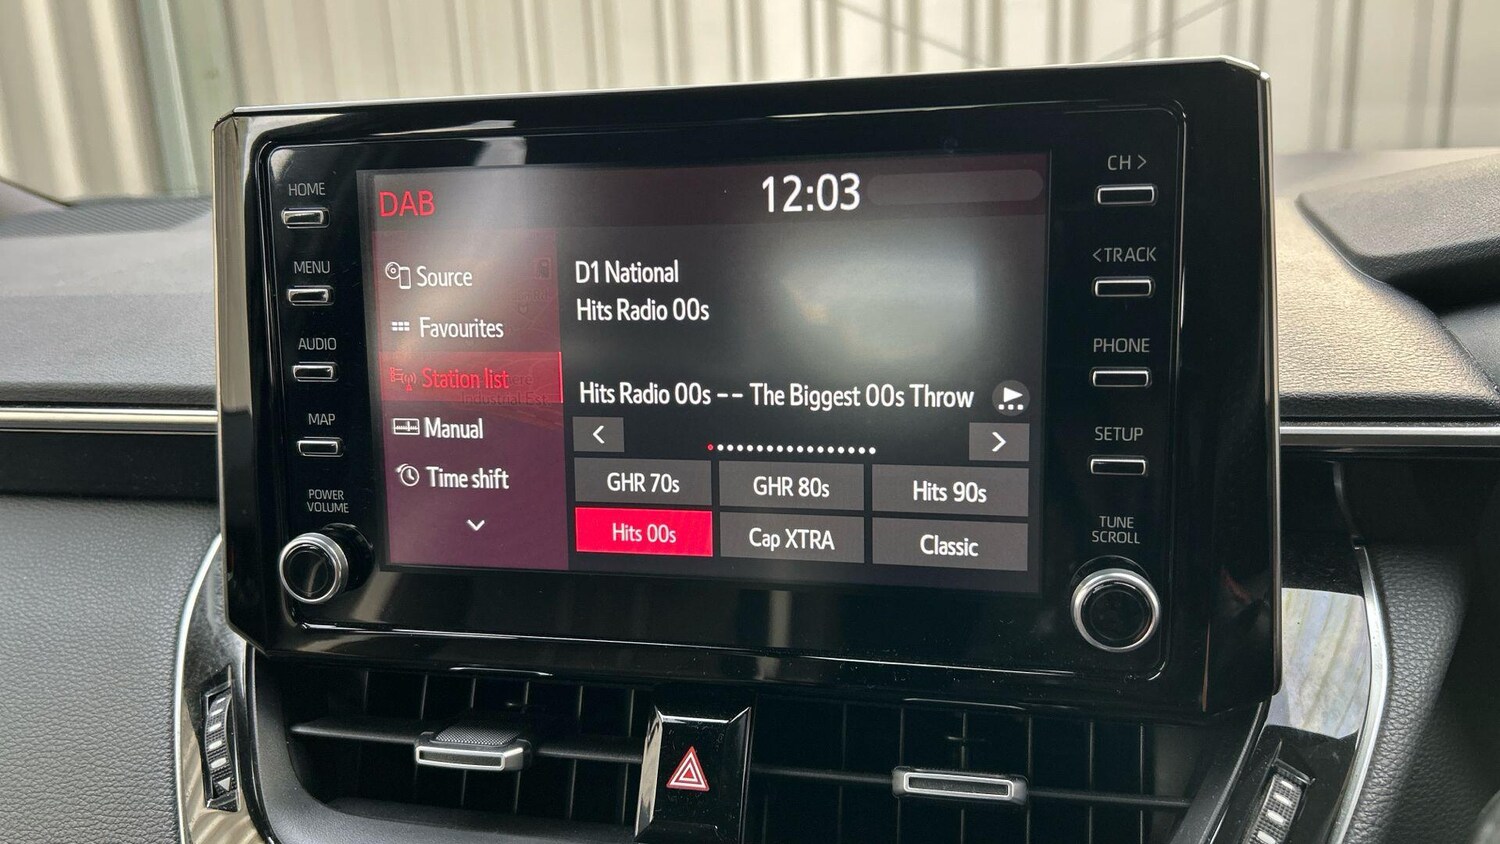 HOME
MENU
AUDIO
MAP
POWER
VOLUME
DAB
12:03
Source
Favourites
Station list
Industrial Est
Manual
Time shift
D1 National
Hits Radio 00s
Hits Radio 00s -- The Biggest 00s Throw
<
>
GHR 70s
GHR 80s
Hits 90s
Hits 00s
Cap XTRA
Classic
CH >
<TRACK
PHONE
SETUP
TUNE
SCROLL